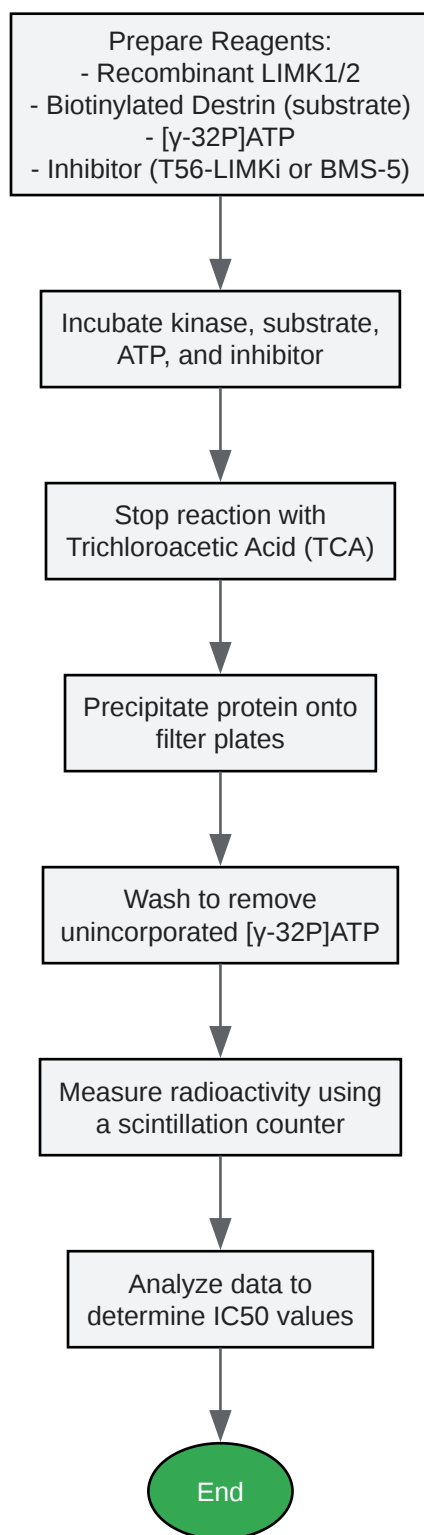 Prepare Reagents:
- Recombinant LIMK1/2
- Biotinylated Destrin (substrate)
- [γ-32P]ATP
- Inhibitor (T56-LIMKi or BMS-5)
Incubate kinase, substrate,
ATP, and inhibitor
Stop reaction with
Trichloroacetic Acid (TCA)
Precipitate protein onto
filter plates
Wash to remove
unincorporated [γ-32P]ATP
Measure radioactivity using
a scintillation counter
Analyze data to
determine IC50 values
End